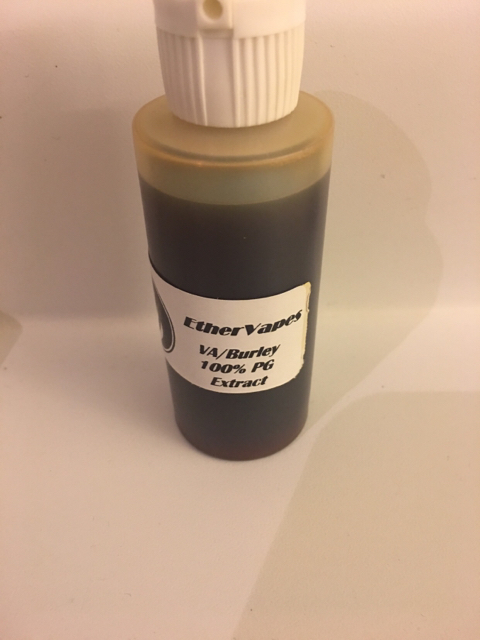 EtherVapes
VA/Burley
100% PG
Extract